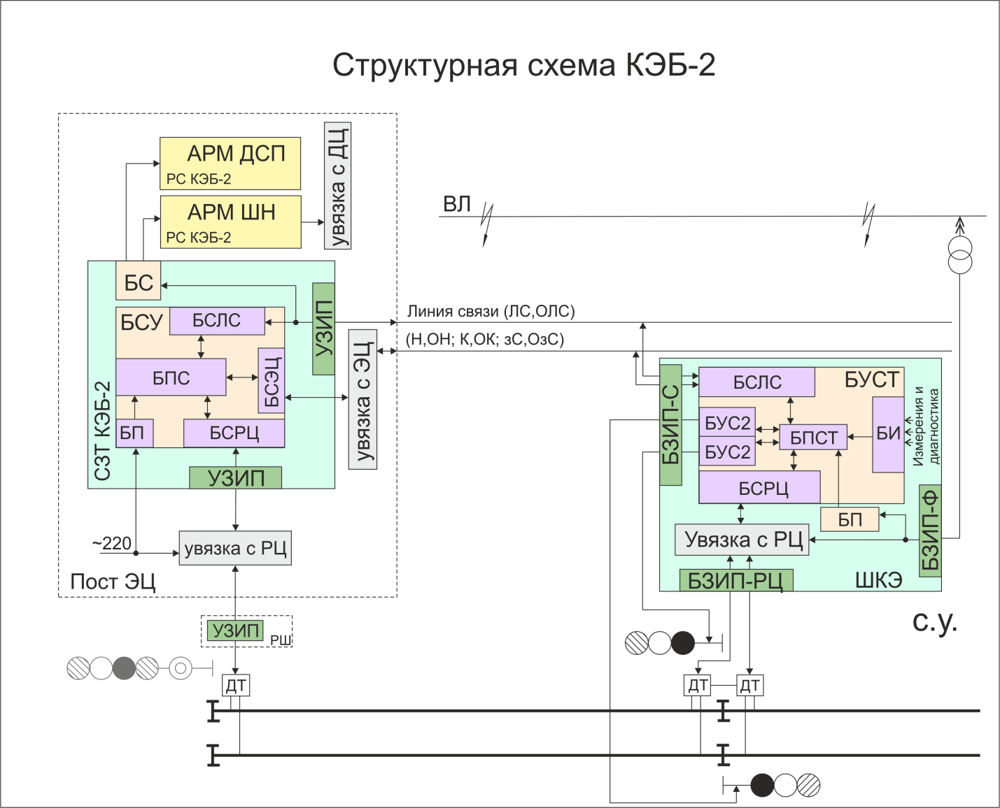 Структурная схема КЭБ-2
АРМ ДСП
РС КЭБ-2
АРМ ШН
РС КЭБ-2
увязка с ДЦ
ВЛ
БС
БСУ
БСЛС
УЗИП
БПС
БСЭЦ
БП
БСРЦ
СЗТ КЭБ-2
УЗИП
увязка с ЭЦ
Линия связи (ЛС,ОЛС)
(Н,ОН; К,ОК; зС,ОзС)
~220
увязка с РЦ
Пост ЭЦ
УЗИП
РШ
ДТ
БЗИП-С
БСЛС
БУСТ
БУС2
БУС2
БПСТ
БИ
Измерения и
диагностика
БСРЦ
БП
БЗИП-Ф
Увязка с РЦ
БЗИП-РЦ
ШКЭ
с.у.
ДТ
ДТ